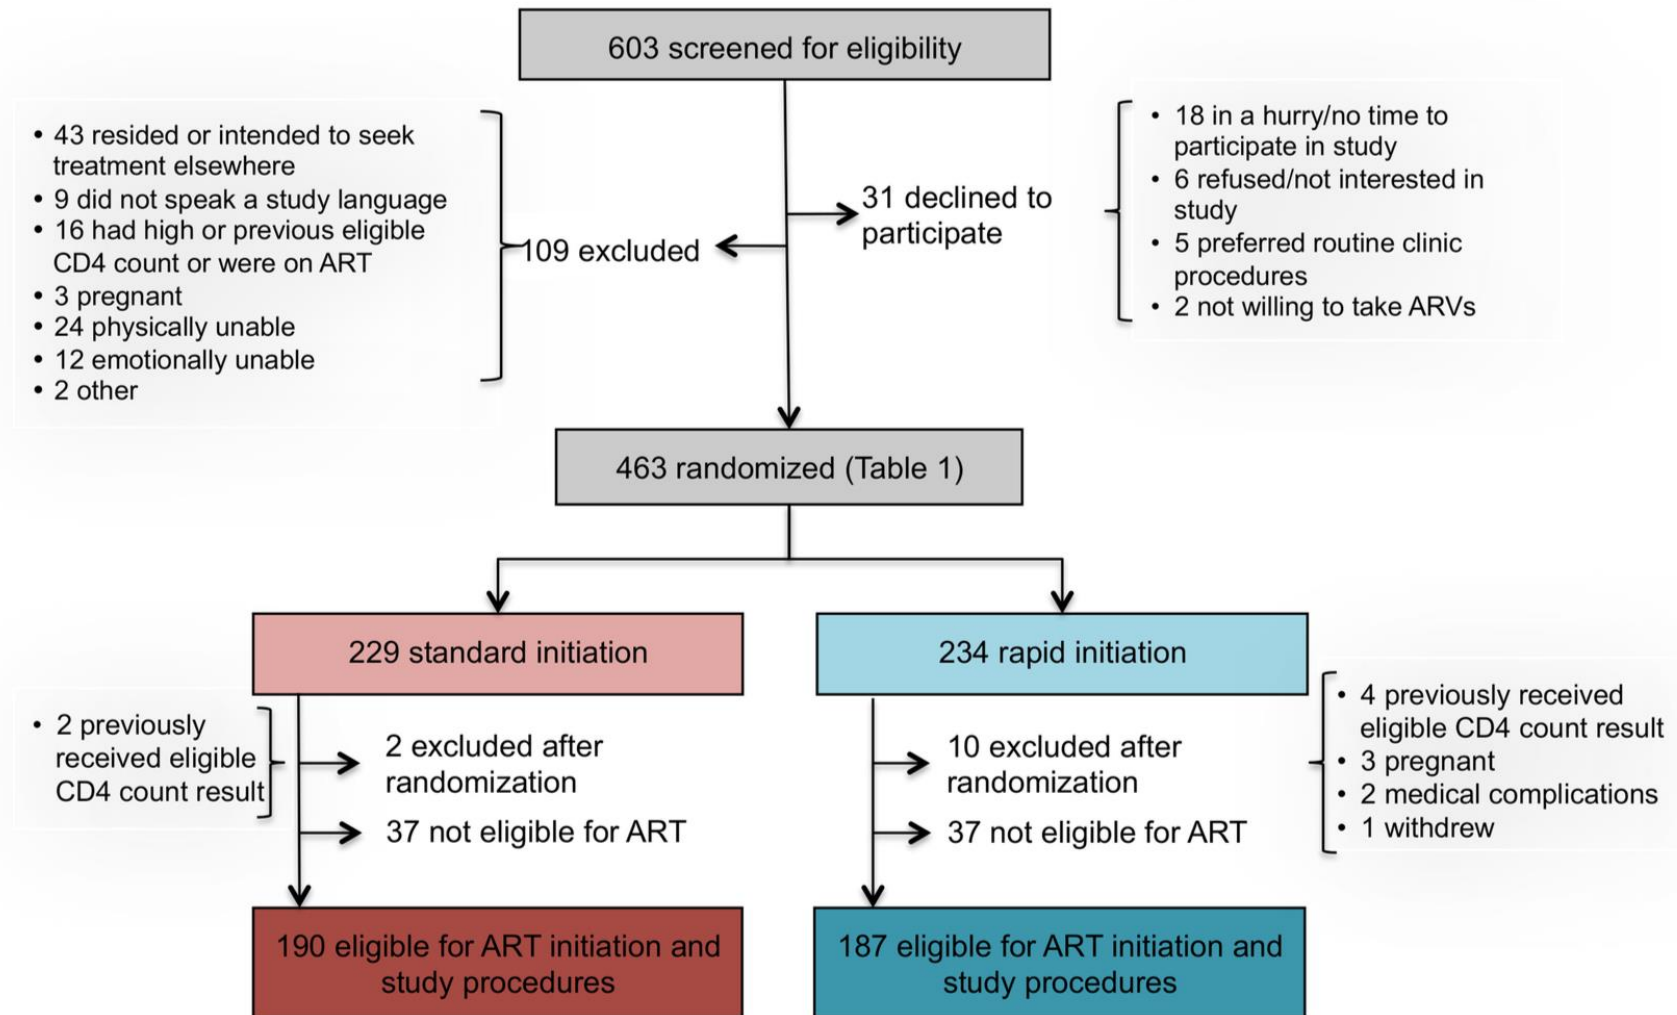 603 screened for eligibility
• 43 resided or intended to seek
treatment elsewhere
• 9 did not speak a study language
• 16 had high or previous eligible
CD4 count or were on ART
• 3 pregnant
• 24 physically unable
• 12 emotionally unable
• 2 other
109 excluded
31 declined to
participate
• 18 in a hurry/no time to
participate in study
• 6 refused/not interested in
study
• 5 preferred routine clinic
procedures
• 2 not willing to take ARVs
463 randomized (Table 1)
229 standard initiation
234 rapid initiation
• 2 previously
received eligible
CD4 count result
2 excluded after
randomization
37 not eligible for ART
10 excluded after
randomization
37 not eligible for ART
• 4 previously received
eligible CD4 count result
• 3 pregnant
• 2 medical complications
• 1 withdrew
190 eligible for ART initiation and
study procedures
187 eligible for ART initiation and
study procedures